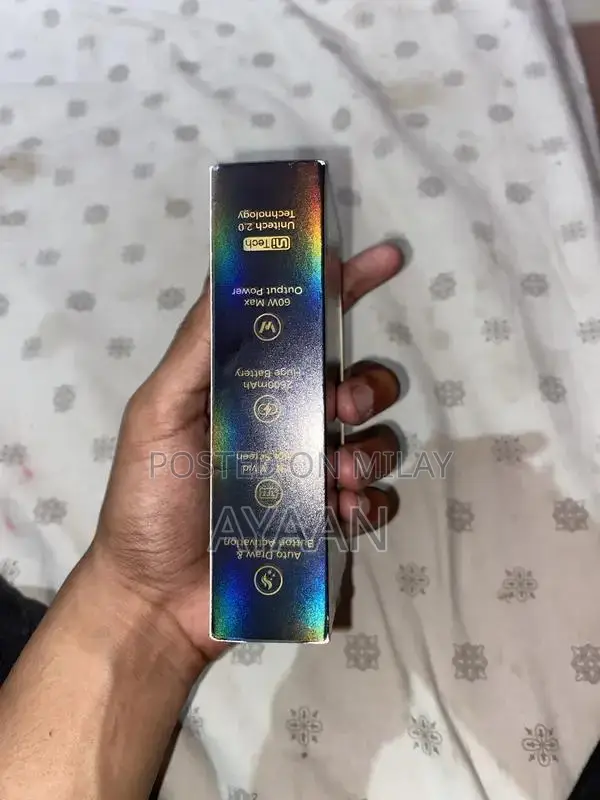 Auto Draw &
Button Activation
Vivid
Screen
2600mAh
Huge Battery
60W Max
Output Power
UniTech
Unitech 2.0
Technology
POSTED ON MILAY
AYAAN